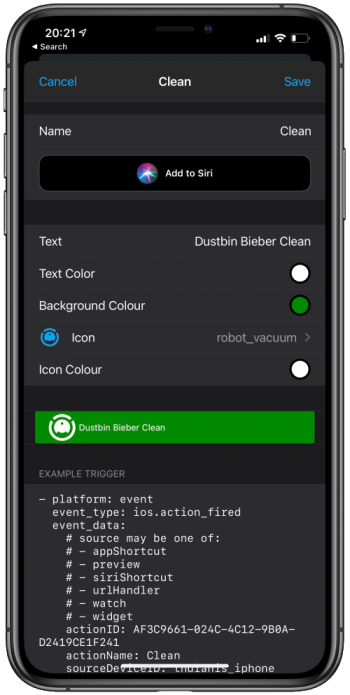 20:21
◀ Search
Cancel Clean Save
Name Clean
Add to Siri
Text Dustbin Bieber Clean
Text Color
Background Colour
Icon robot_vacuum >
Icon Colour
Dustbin Bieber Clean
EXAMPLE TRIGGER
- platform: event
event_type: ios.action_fired
event_data:
# source may be one of:
# - appShortcut
# - preview
# - siriShortcut
# - urlHandler
# - watch
# - widget
actionID: AF3C9661-024C-4C12-9B0A-
D2419CE1F241
actionName: Clean
sourceDeviceID: thulanis_iphone